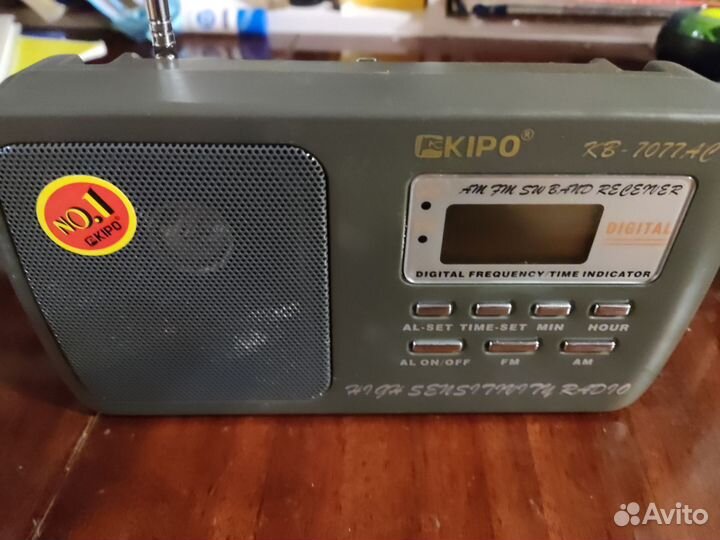 KIPO®
KB-7077AC
NO.1
KIPO
AM FM SW BAND RECEIVER
DIGITAL
DIGITAL FREQUENCY/TIME INDICATOR
AL-SET TIME-SET MIN HOUR
AL ON/OFF FM AM
HIGH SENSITIVITY RADIO
Avito